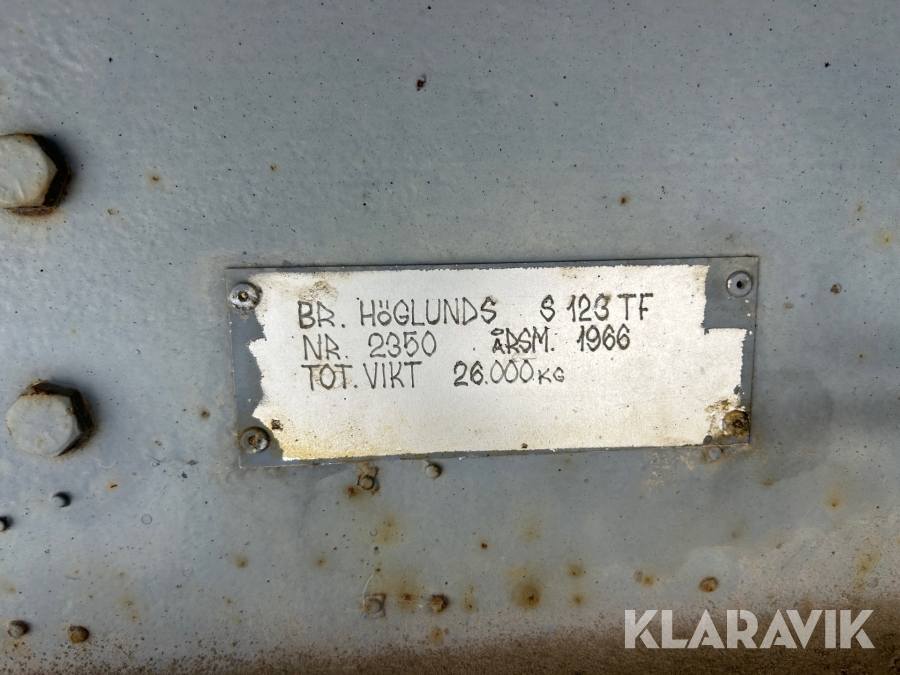 BR. HÖGLUNDS S 123 TF
NR. 2350 ÅRSM. 1966
TOT. VIKT 26.000 KG
KLARAVIK